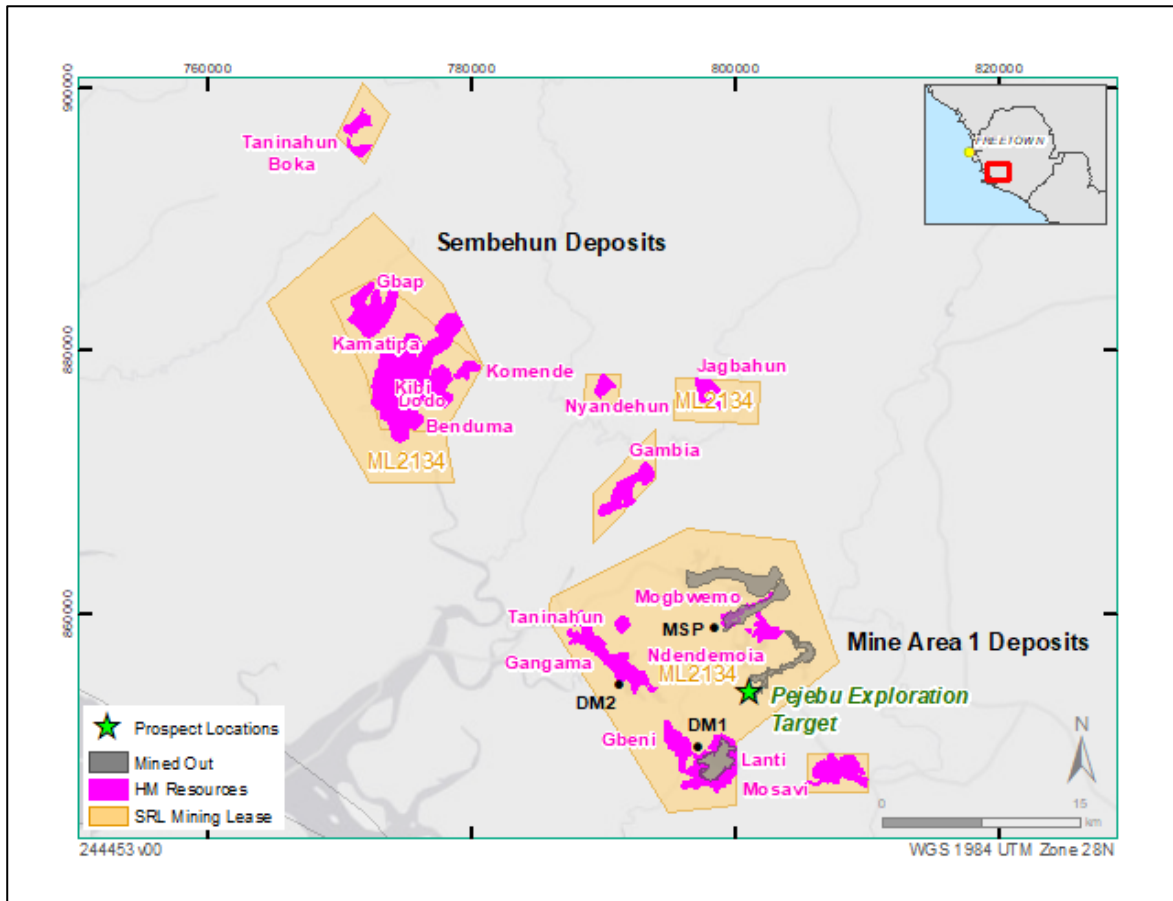 760000
780000
800000
820000
900000
880000
860000
FREETOWN
Taninahun
Boka
Sembehun Deposits
Gbap
Kamatipa
Komende
Kibi
Dodo
Benduma
ML2134
Nyandehun
Jagbahun
ML2134
Gambia
Mogbwemo
Taninahun
MSP
Mine Area 1 Deposits
Ndendemoia
Gangama
ML2134
DM2
Pejebu Exploration
Target
DM1
Gbeni
Lanti
Mosavi
Prospect Locations
Mined Out
HM Resources
SRL Mining Lease
N
0
15
km
244453v00
WGS 1984 UTM Zone 28N